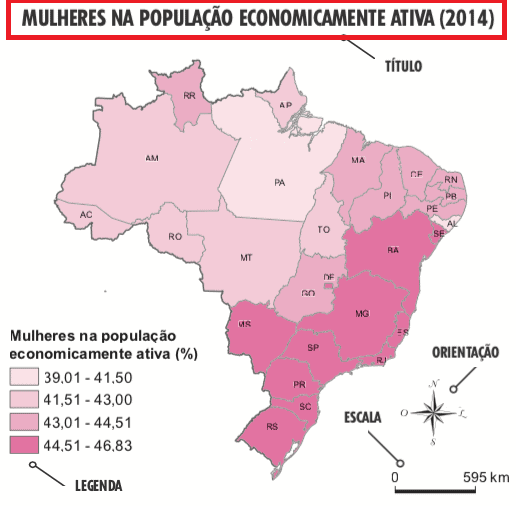 MULHERES NA POPULAÇÃO ECONOMICAMENTE ATIVA (2014)
TÍTULO
RR
AP
AM
PA
MA
CE
RN
PB
PI
PE
AL
AC
RO
TO
SE
BA
MT
DF
GO
MG
MS
ES
SP
RJ
PR
SC
RS
Mulheres na população
economicamente ativa (%)
39,01 - 41,50
41,51 - 43,00
43,01 - 44,51
44,51 - 46,83
LEGENDA
ORIENTAÇÃO
N
O
L
S
ESCALA
0 595 km